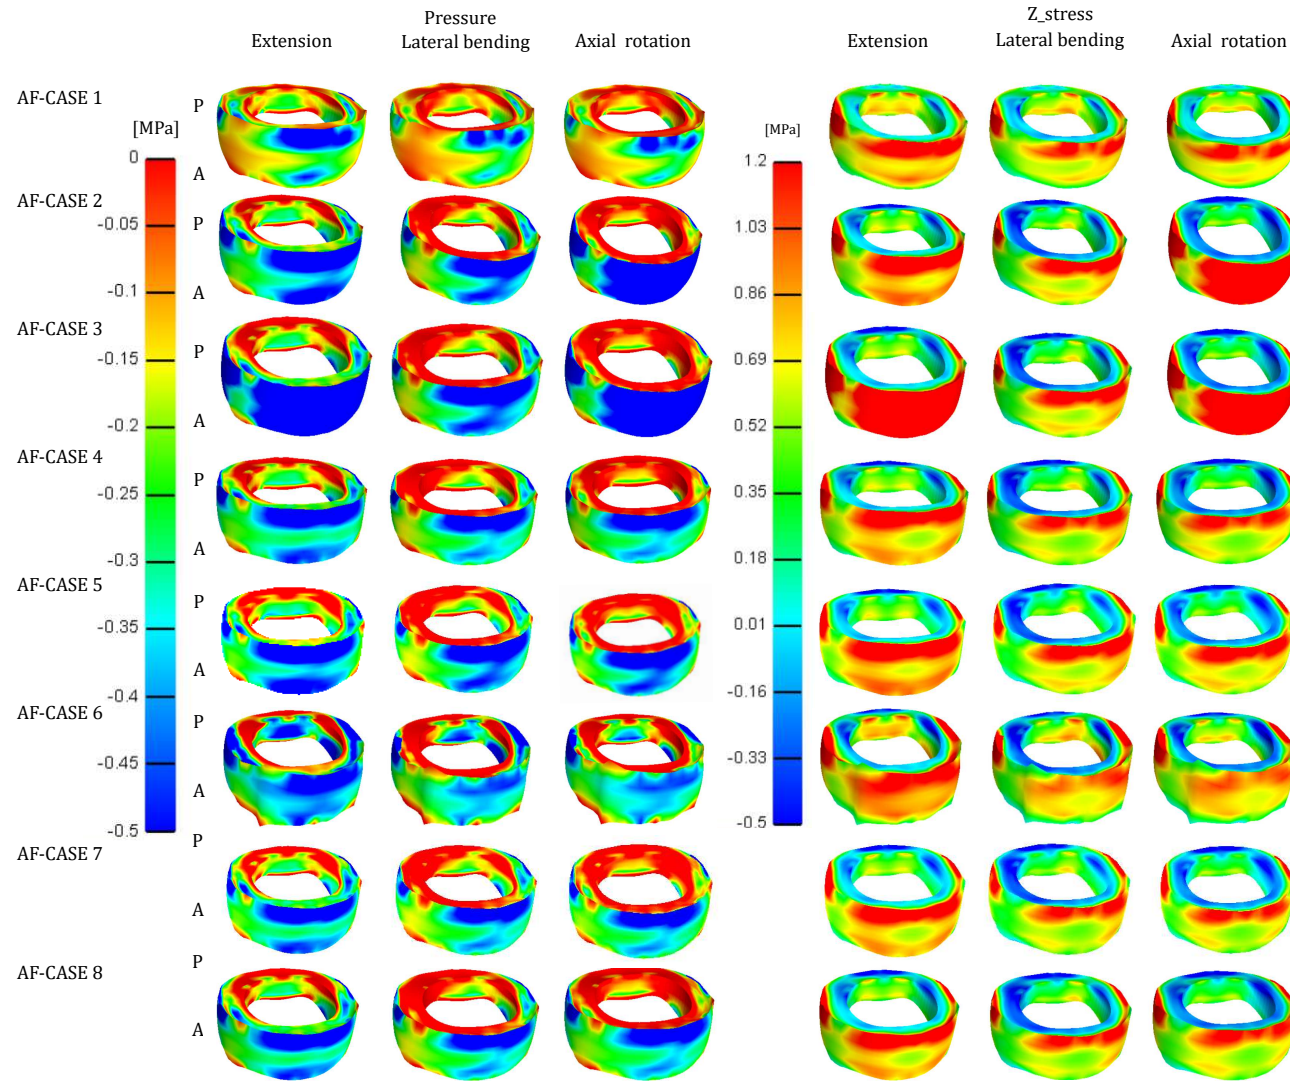 Pressure
Z_stress
Extension Lateral bending Axial rotation
Extension Lateral bending Axial rotation
AF-CASE 1
P
A
[MPa]
0
-0.05
-0.1
-0.15
-0.2
-0.25
-0.3
-0.35
-0.4
-0.45
-0.5
[MPa]
1.2
1.03
0.86
0.69
0.52
0.35
0.18
0.01
-0.16
-0.33
-0.5
AF-CASE 2
P
A
AF-CASE 3
P
A
AF-CASE 4
P
A
AF-CASE 5
P
A
AF-CASE 6
P
A
AF-CASE 7
P
A
AF-CASE 8
P
A